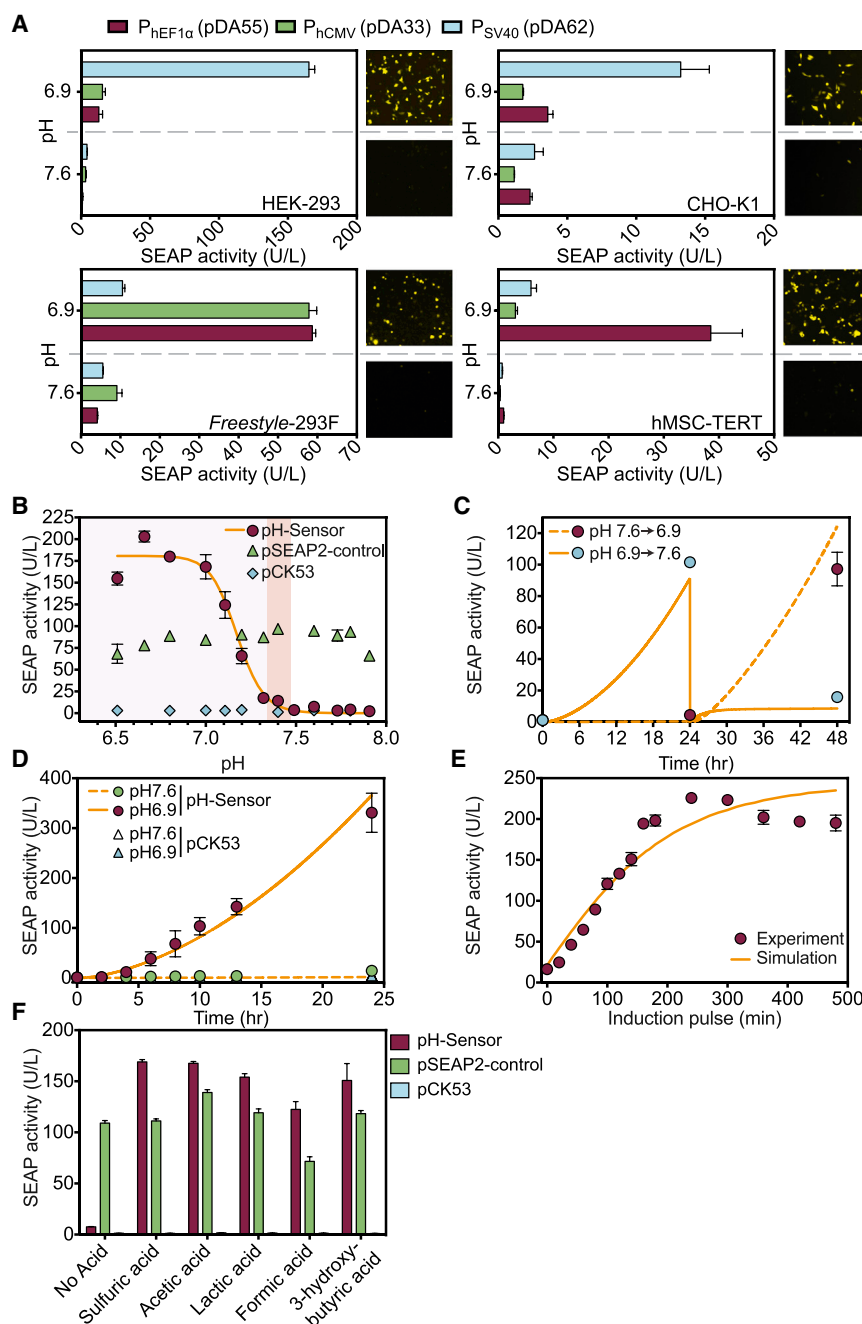 A
P hEF1α (pDA55) P hCMV (pDA33) P SV40 (pDA62)
6.9
pH
7.6
HEK-293
0 50 100 150 200
SEAP activity (U/L)
6.9
pH
7.6
CHO-K1
0 5 10 15 20
SEAP activity (U/L)
6.9
pH
7.6
Freestyle-293F
0 10 20 30 40 50 60 70
SEAP activity (U/L)
6.9
pH
7.6
hMSC-TERT
0 10 20 30 40 50
SEAP activity (U/L)
B
SEAP activity (U/L)
225
200
175
150
125
100
75
50
25
0
pH-Sensor
pSEAP2-control
pCK53
6.5 7.0 7.5 8.0
pH
C
SEAP activity (U/L)
120
100
80
60
40
20
0
pH 7.6→6.9
pH 6.9→7.6
0 6 12 18 24 30 36 42 48
Time (hr)
D
SEAP activity (U/L)
400
300
200
100
0
pH7.6
pH6.9
pH-Sensor
pH7.6
pH6.9
pCK53
0 5 10 15 20 25
Time (hr)
E
SEAP activity (U/L)
250
200
150
100
50
0
Experiment
Simulation
0 100 200 300 400 500
Induction pulse (min)
F
SEAP activity (U/L)
200
150
100
50
0
pH-Sensor
pSEAP2-control
pCK53
No Acid
Sulfuric acid
Acetic acid
Lactic acid
Formic acid
3-hydroxy-
butyric acid